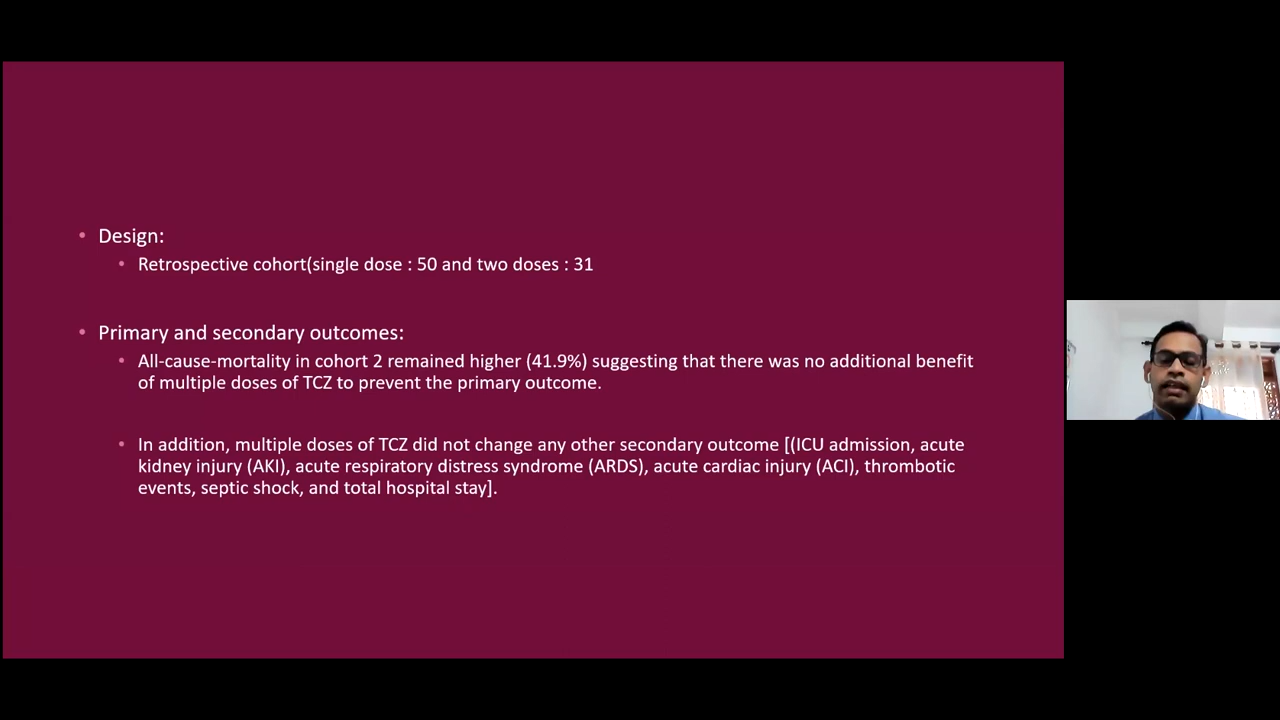 • Design:
• Retrospective cohort(single dose : 50 and two doses : 31
• Primary and secondary outcomes:
• All-cause-mortality in cohort 2 remained higher (41.9%) suggesting that there was no additional benefit
of multiple doses of TCZ to prevent the primary outcome.
• In addition, multiple doses of TCZ did not change any other secondary outcome [(ICU admission, acute
kidney injury (AKI), acute respiratory distress syndrome (ARDS), acute cardiac injury (ACI), thrombotic
events, septic shock, and total hospital stay].